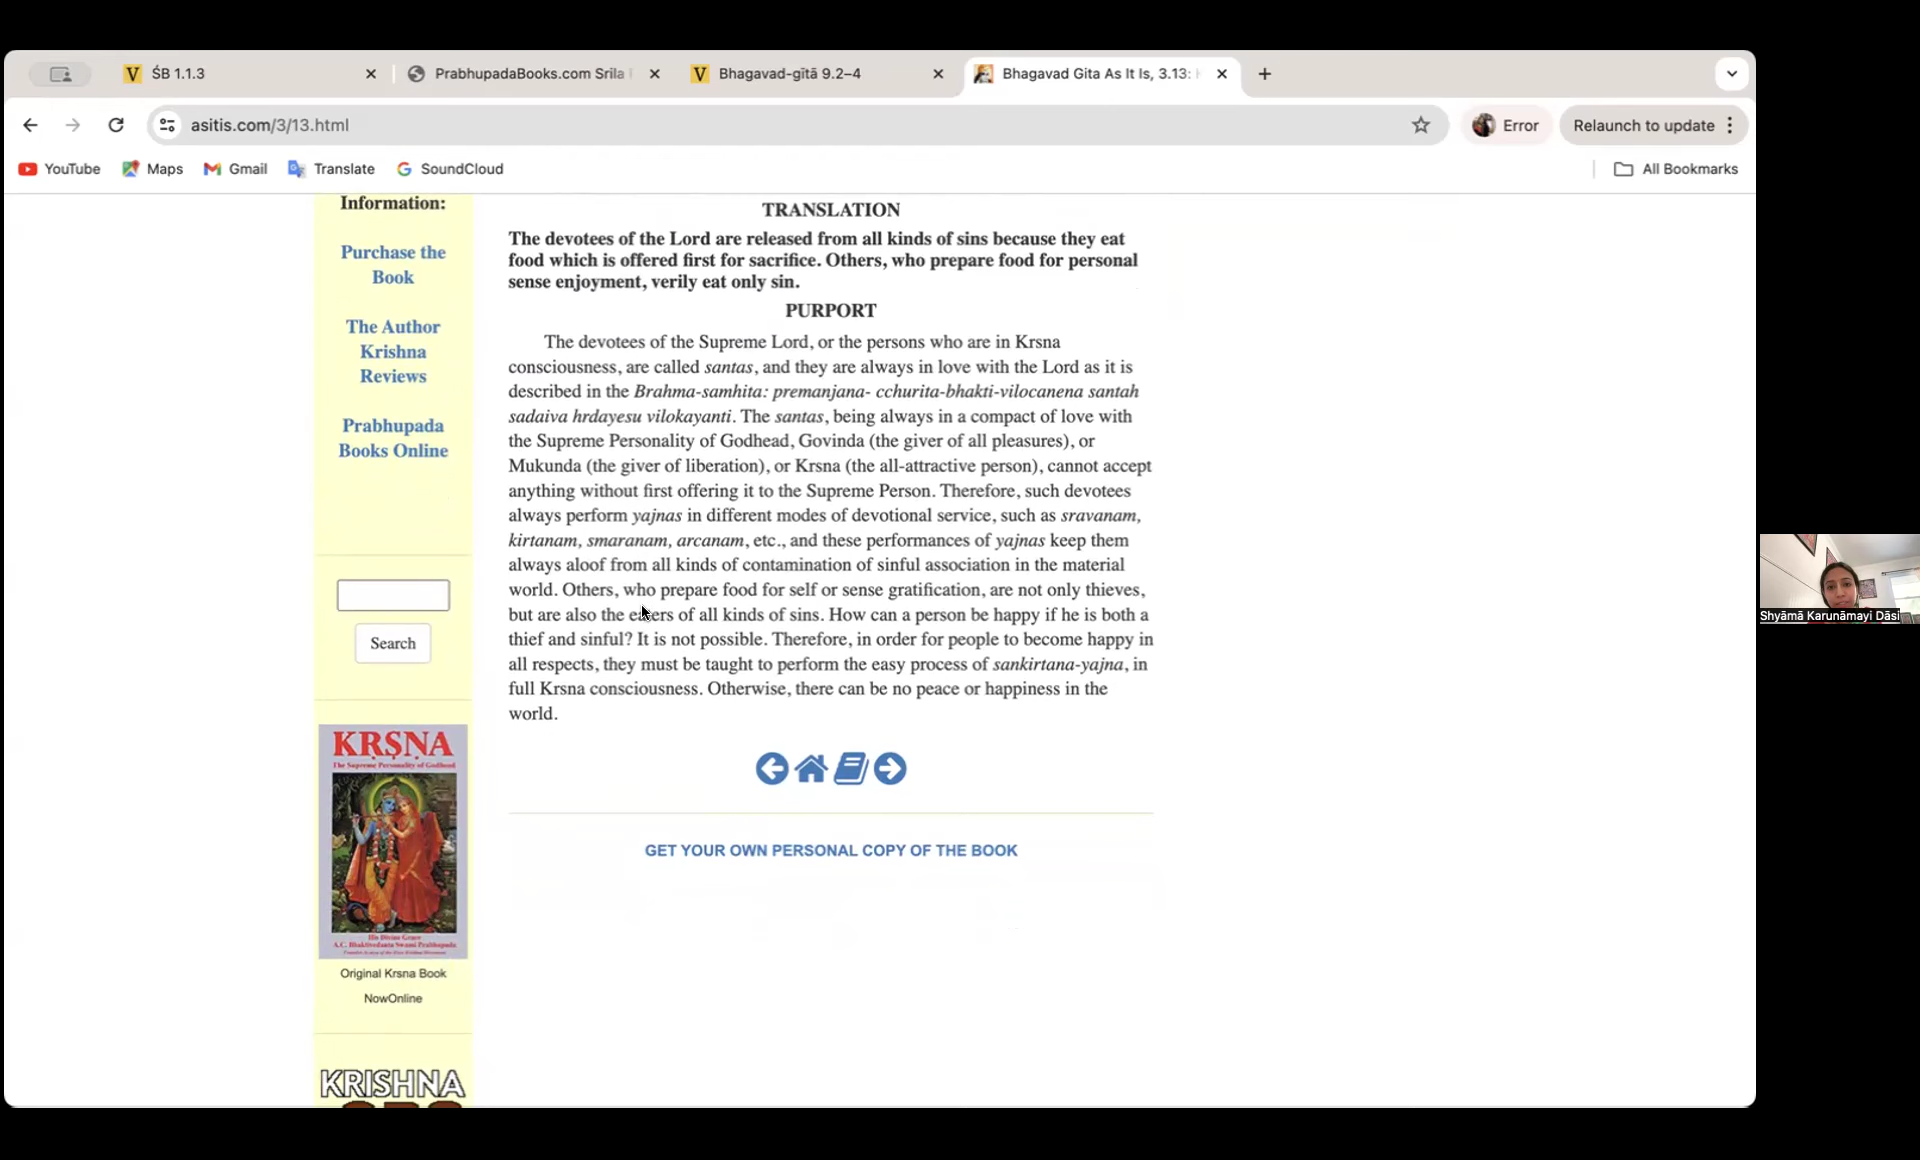 ŚB 1.1.3
PrabhupadaBooks.com Srila
Bhagavad-gītā 9.2–4
Bhagavad Gita As It Is, 3.13:
asitis.com/3/13.html
Error
Relaunch to update
YouTube
Maps
Gmail
Translate
SoundCloud
All Bookmarks
Information:
Purchase the
Book
The Author
Krishna
Reviews
Prabhupada
Books Online
Search
KṚṢṆA
The Supreme Personality of Godhead
His Divine Grace
A.C. Bhaktivedanta Swami Prabhupada
Original Krsna Book
NowOnline
KRISHNA
TRANSLATION
The devotees of the Lord are released from all kinds of sins because they eat
food which is offered first for sacrifice. Others, who prepare food for personal
sense enjoyment, verily eat only sin.
PURPORT
The devotees of the Supreme Lord, or the persons who are in Krsna
consciousness, are called santas, and they are always in love with the Lord as it is
described in the Brahma-samhita: premanjana- cchurita-bhakti-vilocanena santah
sadaiva hrdayesu vilokayanti. The santas, being always in a compact of love with
the Supreme Personality of Godhead, Govinda (the giver of all pleasures), or
Mukunda (the giver of liberation), or Krsna (the all-attractive person), cannot accept
anything without first offering it to the Supreme Person. Therefore, such devotees
always perform yajnas in different modes of devotional service, such as sravanam,
kirtanam, smaranam, arcanam, etc., and these performances of yajnas keep them
always aloof from all kinds of contamination of sinful association in the material
world. Others, who prepare food for self or sense gratification, are not only thieves,
but are also the eaters of all kinds of sins. How can a person be happy if he is both a
thief and sinful? It is not possible. Therefore, in order for people to become happy in
all respects, they must be taught to perform the easy process of sankirtana-yajna, in
full Krsna consciousness. Otherwise, there can be no peace or happiness in the
world.
GET YOUR OWN PERSONAL COPY OF THE BOOK
Shyāmā Karunāmayi Dāsi